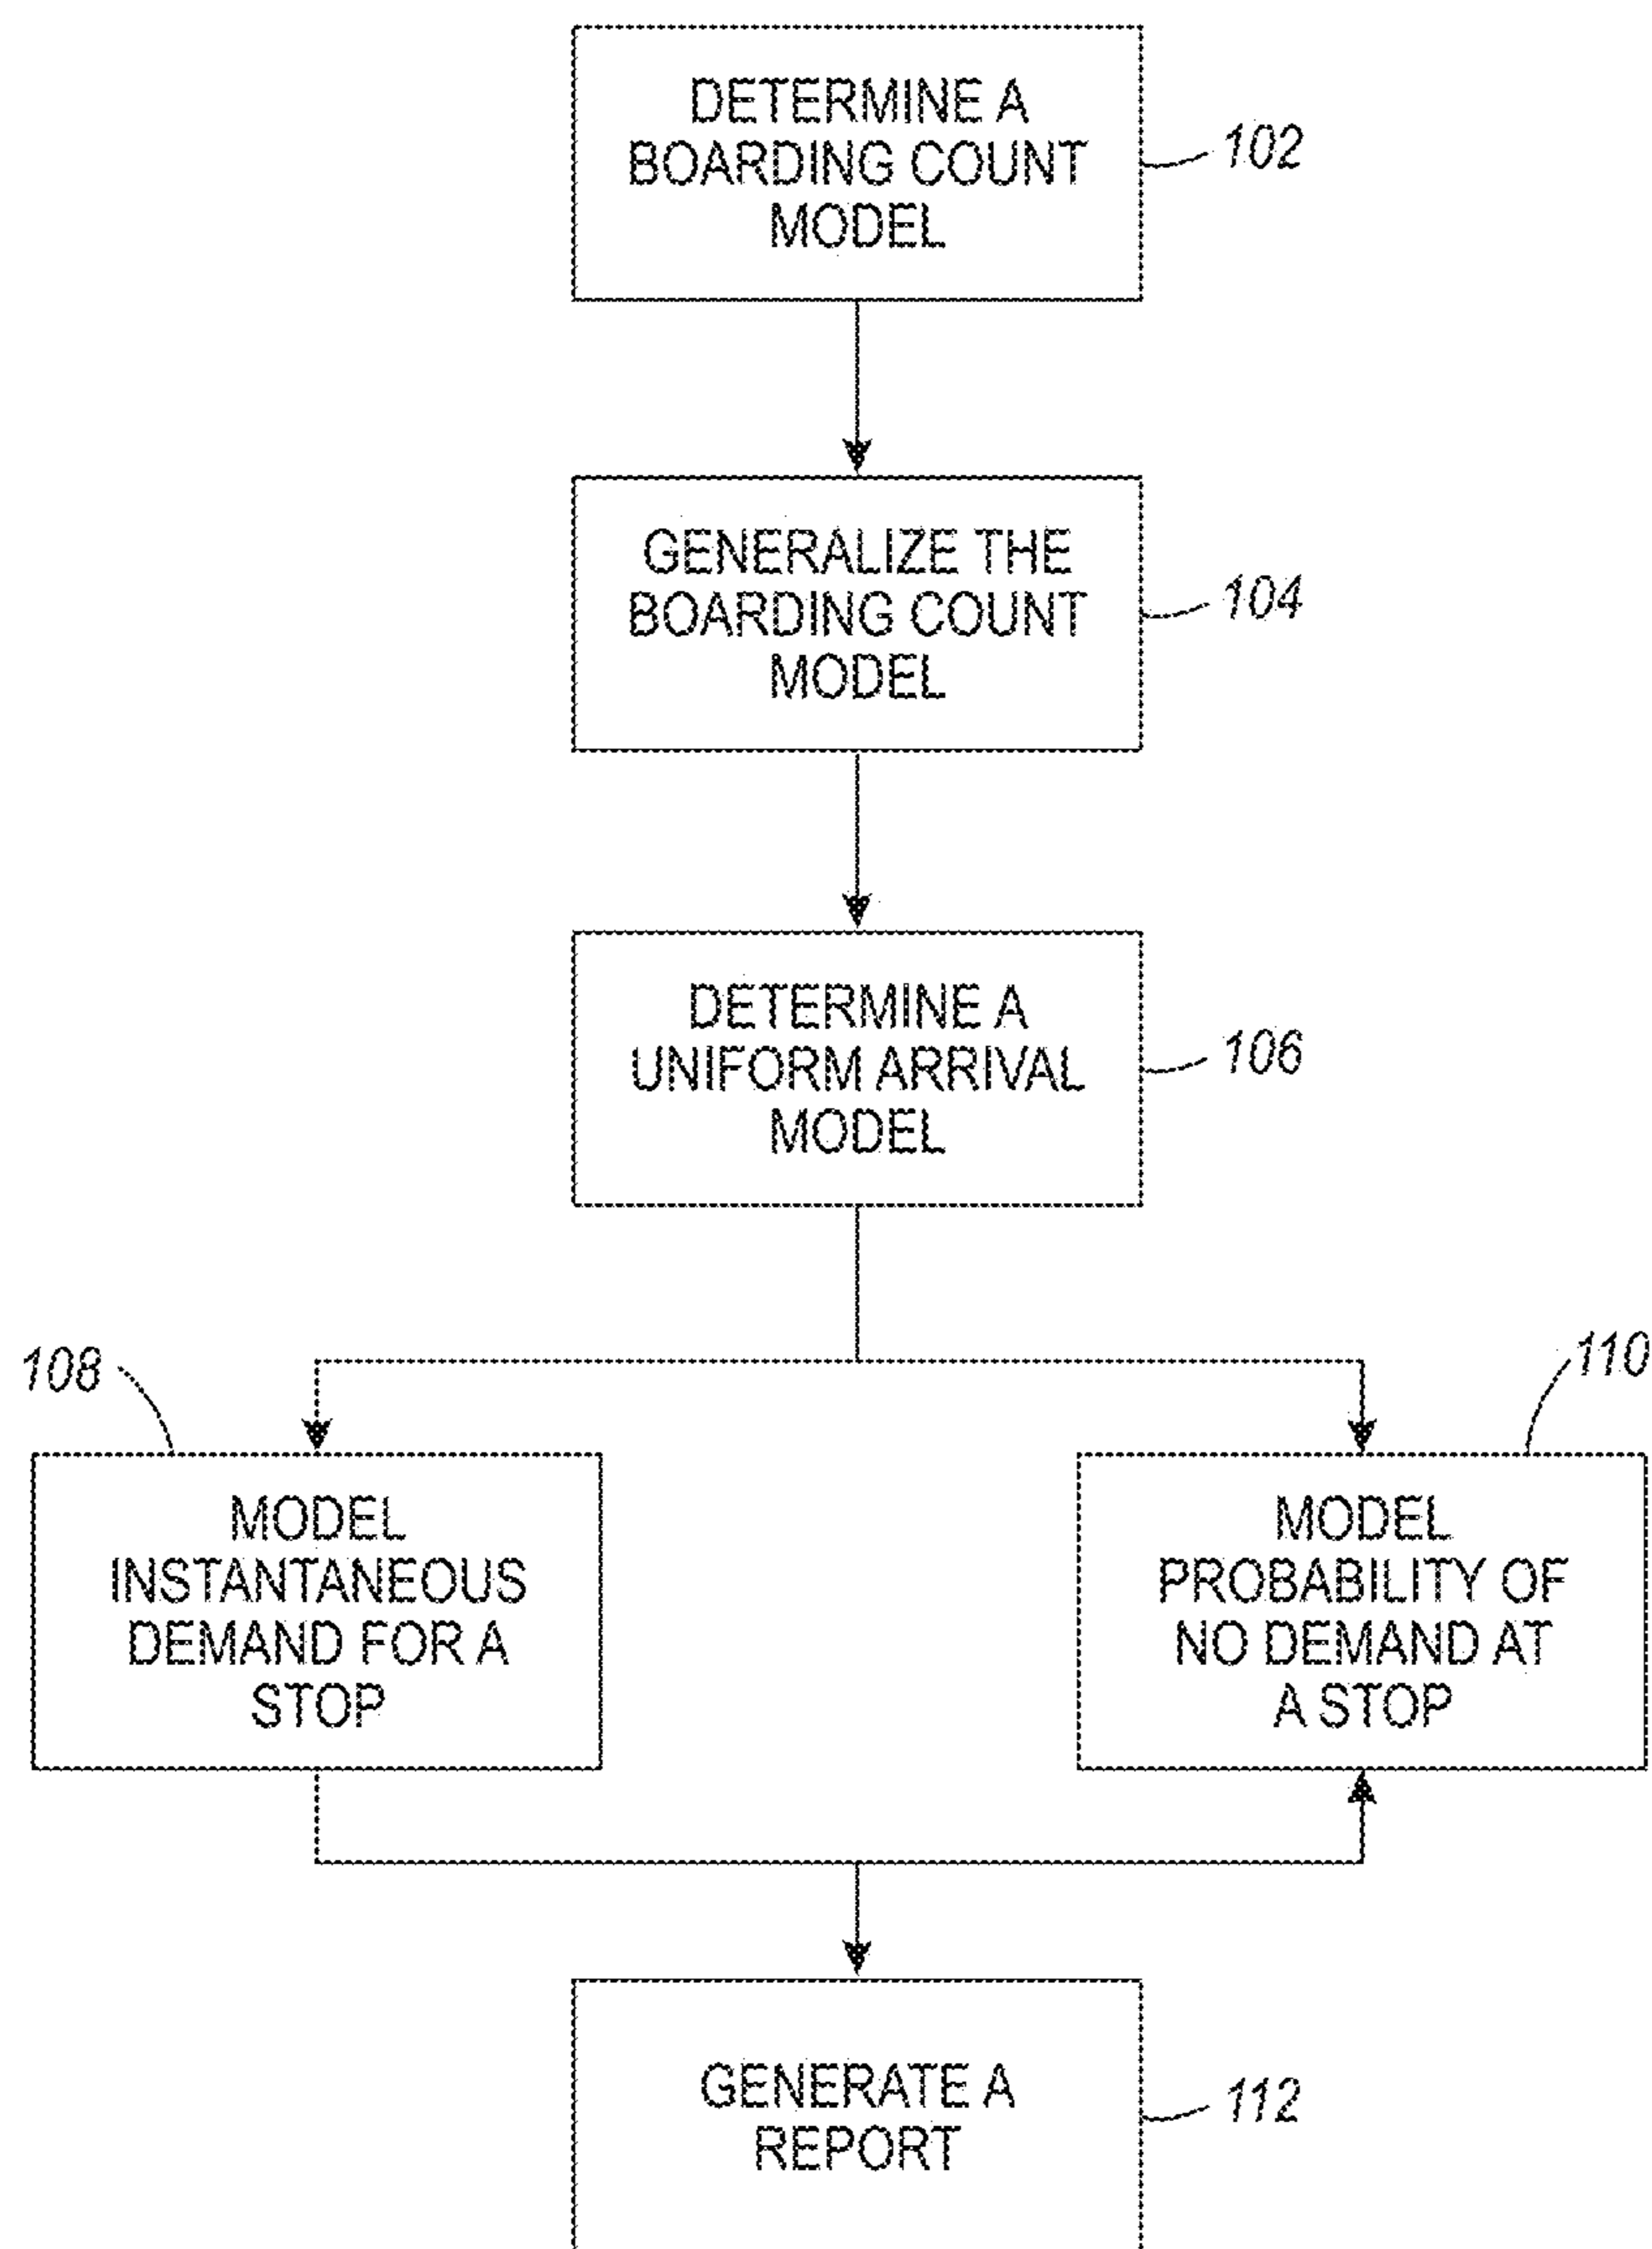 DETERMINE A
BOARDING COUNT
MODEL
102
GENERALIZE THE
BOARDING COUNT
MODEL
104
DETERMINE A
UNIFORM ARRIVAL
MODEL
106
108
110
MODEL
INSTANTANEOUS
DEMAND FOR A
STOP
MODEL
PROBABILITY OF
NO DEMAND AT
A STOP
GENERATE A
REPORT
112